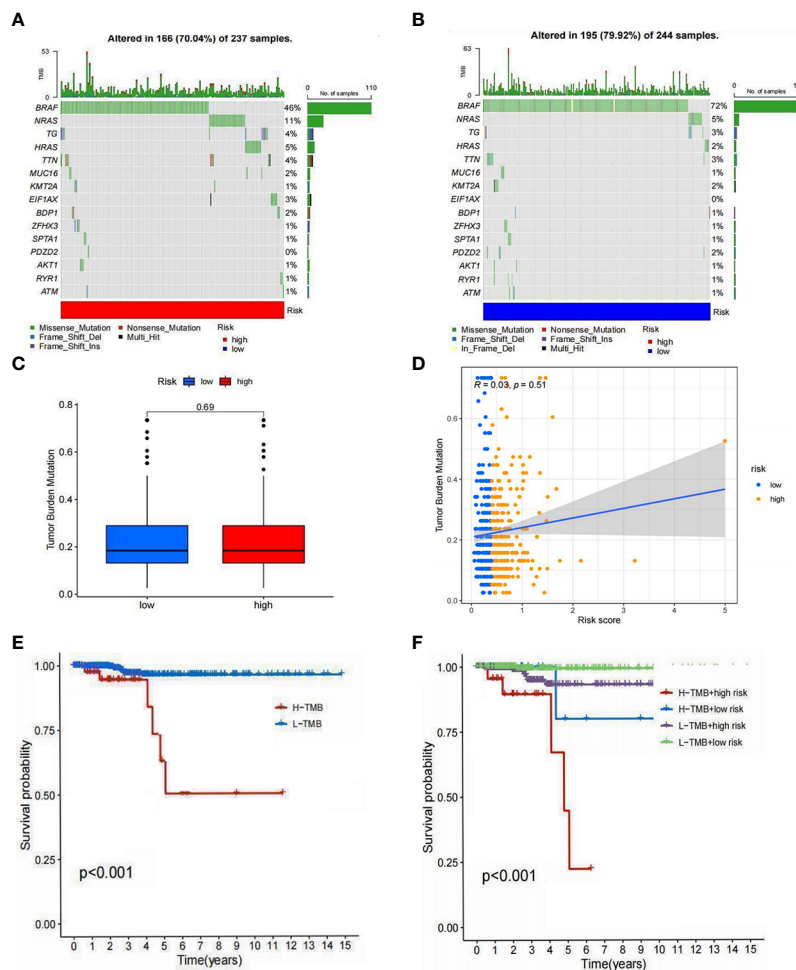 A
Altered in 166 (70.04%) of 237 samples.
53
TMB
0
No. of samples
0
110
BRAF 46%
NRAS 11%
TG 4%
HRAS 5%
TTN 4%
MUC16 2%
KMT2A 1%
EIF1AX 3%
BDP1 2%
ZFHX3 1%
SPTA1 1%
PDZD2 0%
AKT1 1%
RYR1 1%
ATM 1%
Risk
Missense_Mutation
Frame_Shift_Del
Frame_Shift_Ins
Nonsense_Mutation
Multi_Hit
Risk
high
low
B
Altered in 195 (79.92%) of 244 samples.
63
TMB
0
No. of samples
0
BRAF 72%
NRAS 5%
TG 3%
HRAS 2%
TTN 3%
MUC16 1%
KMT2A 2%
EIF1AX 0%
BDP1 1%
ZFHX3 1%
SPTA1 1%
PDZD2 2%
AKT1 1%
RYR1 1%
ATM 1%
Risk
Missense_Mutation
Frame_Shift_Del
In_Frame_Del
Nonsense_Mutation
Frame_Shift_Ins
Multi_Hit
Risk
high
low
C
Risk low high
0.69
Tumor Burden Mutation
0.8
0.6
0.4
0.2
0.0
low high
D
R = 0.03, p = 0.51
Tumor Burden Mutation
0.6
0.4
0.2
0.0
0 1 2 3 4 5
Risk score
risk
low
high
E
Survival probability
1.00
0.75
0.50
0.25
0.00
H-TMB
L-TMB
p<0.001
0 1 2 3 4 5 6 7 8 9 10 11 12 13 14 15
Time(years)
F
Survival probability
1.00
0.75
0.50
0.25
0.00
H-TMB+high risk
H-TMB+low risk
L-TMB+high risk
L-TMB+low risk
p<0.001
0 1 2 3 4 5 6 7 8 9 10 11 12 13 14 15
Time(years)